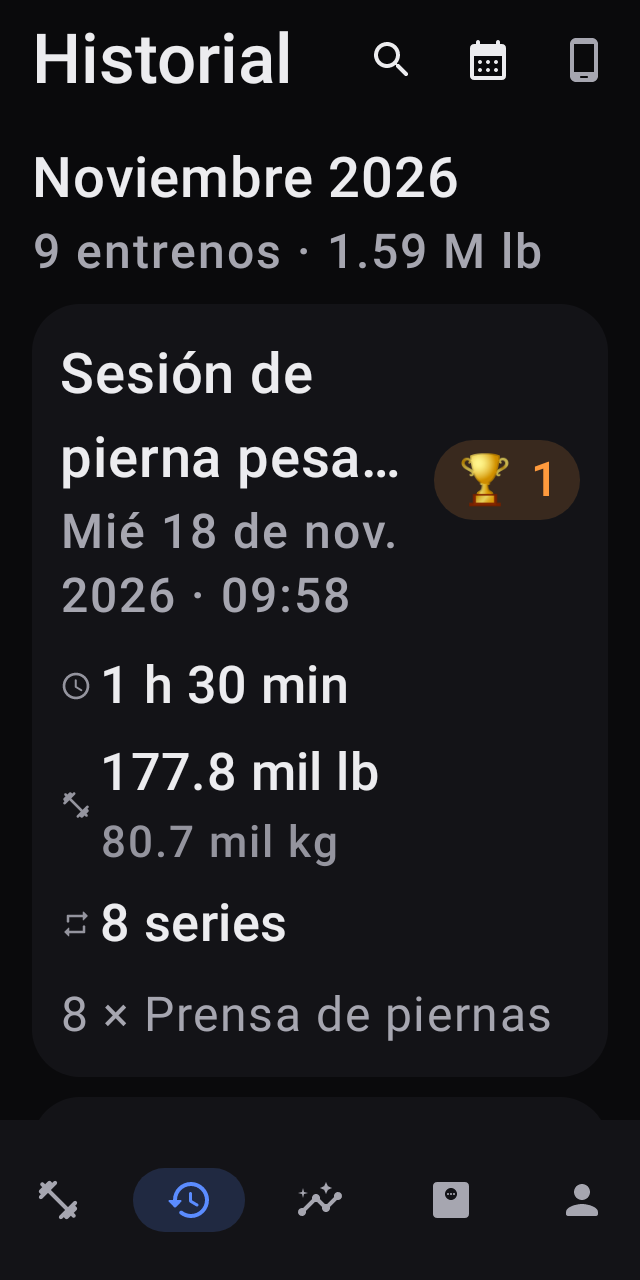 Historial
Noviembre 2026
9 entrenos · 1.59 M lb
Sesión de
pierna pesa…
1
Mié 18 de nov.
2026 · 09:58
1 h 30 min
177.8 mil lb
80.7 mil kg
8 series
8 × Prensa de piernas